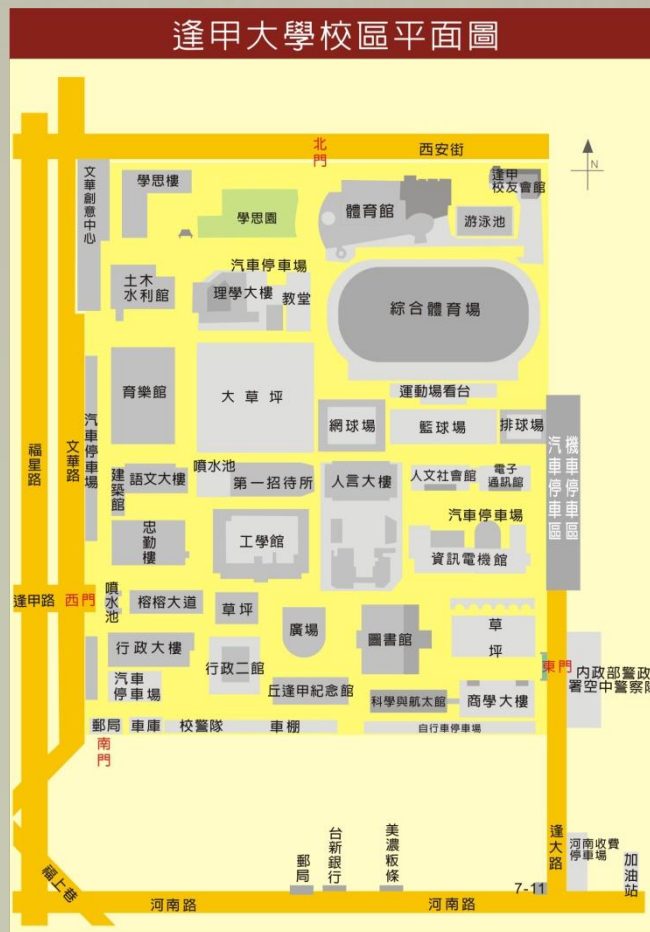 逢甲大學校區平面圖
北門
西安街
N
文華創意中心
學思樓
學思園
體育館
逢甲
校友會館
游泳池
土木
水利館
汽車停車場
理學大樓
教堂
綜合體育場
育樂館
大草坪
運動場看台
網球場
籃球場
排球場
福星路
文華路
汽車停車場
建築館
語文大樓
噴水池
第一招待所
人言大樓
人文社會館
電子
通訊館
機車停車區
汽車停車區
忠勤樓
工學館
汽車停車場
資訊電機館
逢甲路
西門
噴水池
榕榕大道
草坪
廣場
圖書館
草坪
行政大樓
行政二館
東門
內政部警政
署空中警察隊
汽車
停車場
丘逢甲紀念館
科學與航太館
商學大樓
郵局
車庫
校警隊
車棚
自行車停車場
南門
福上巷
河南路
郵局
台新銀行
美濃粄條
河南路
7-11
逢大路
河南收費
停車場
加油站